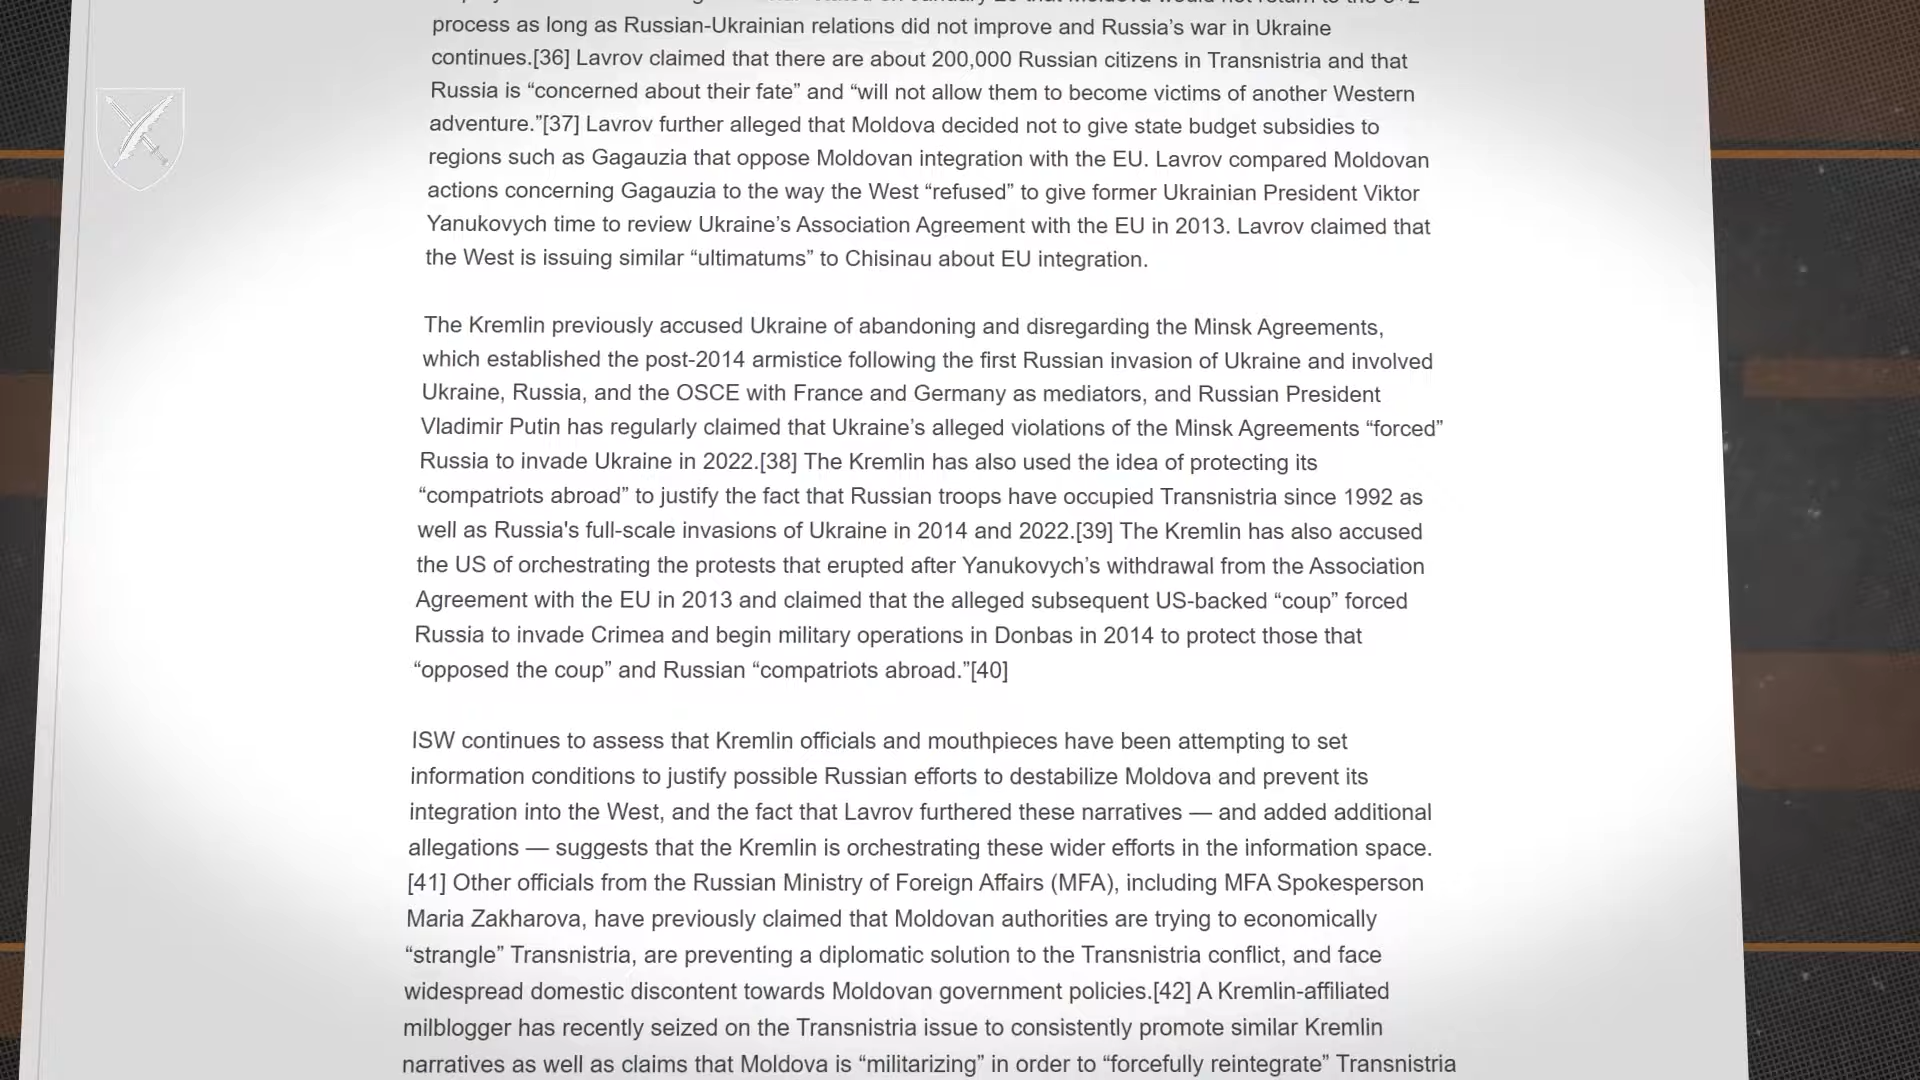 process as long as Russian-Ukrainian relations did not improve and Russia’s war in Ukraine
continues.[36] Lavrov claimed that there are about 200,000 Russian citizens in Transnistria and that
Russia is “concerned about their fate” and “will not allow them to become victims of another Western
adventure.”[37] Lavrov further alleged that Moldova decided not to give state budget subsidies to
regions such as Gagauzia that oppose Moldovan integration with the EU. Lavrov compared Moldovan
actions concerning Gagauzia to the way the West “refused” to give former Ukrainian President Viktor
Yanukovych time to review Ukraine’s Association Agreement with the EU in 2013. Lavrov claimed that
the West is issuing similar “ultimatums” to Chisinau about EU integration.
The Kremlin previously accused Ukraine of abandoning and disregarding the Minsk Agreements,
which established the post-2014 armistice following the first Russian invasion of Ukraine and involved
Ukraine, Russia, and the OSCE with France and Germany as mediators, and Russian President
Vladimir Putin has regularly claimed that Ukraine’s alleged violations of the Minsk Agreements “forced”
Russia to invade Ukraine in 2022.[38] The Kremlin has also used the idea of protecting its
“compatriots abroad” to justify the fact that Russian troops have occupied Transnistria since 1992 as
well as Russia's full-scale invasions of Ukraine in 2014 and 2022.[39] The Kremlin has also accused
the US of orchestrating the protests that erupted after Yanukovych’s withdrawal from the Association
Agreement with the EU in 2013 and claimed that the alleged subsequent US-backed “coup” forced
Russia to invade Crimea and begin military operations in Donbas in 2014 to protect those that
“opposed the coup” and Russian “compatriots abroad.”[40]
ISW continues to assess that Kremlin officials and mouthpieces have been attempting to set
information conditions to justify possible Russian efforts to destabilize Moldova and prevent its
integration into the West, and the fact that Lavrov furthered these narratives — and added additional
allegations — suggests that the Kremlin is orchestrating these wider efforts in the information space.
[41] Other officials from the Russian Ministry of Foreign Affairs (MFA), including MFA Spokesperson
Maria Zakharova, have previously claimed that Moldovan authorities are trying to economically
“strangle” Transnistria, are preventing a diplomatic solution to the Transnistria conflict, and face
widespread domestic discontent towards Moldovan government policies.[42] A Kremlin-affiliated
milblogger has recently seized on the Transnistria issue to consistently promote similar Kremlin
narratives as well as claims that Moldova is “militarizing” in order to “forcefully reintegrate” Transnistria